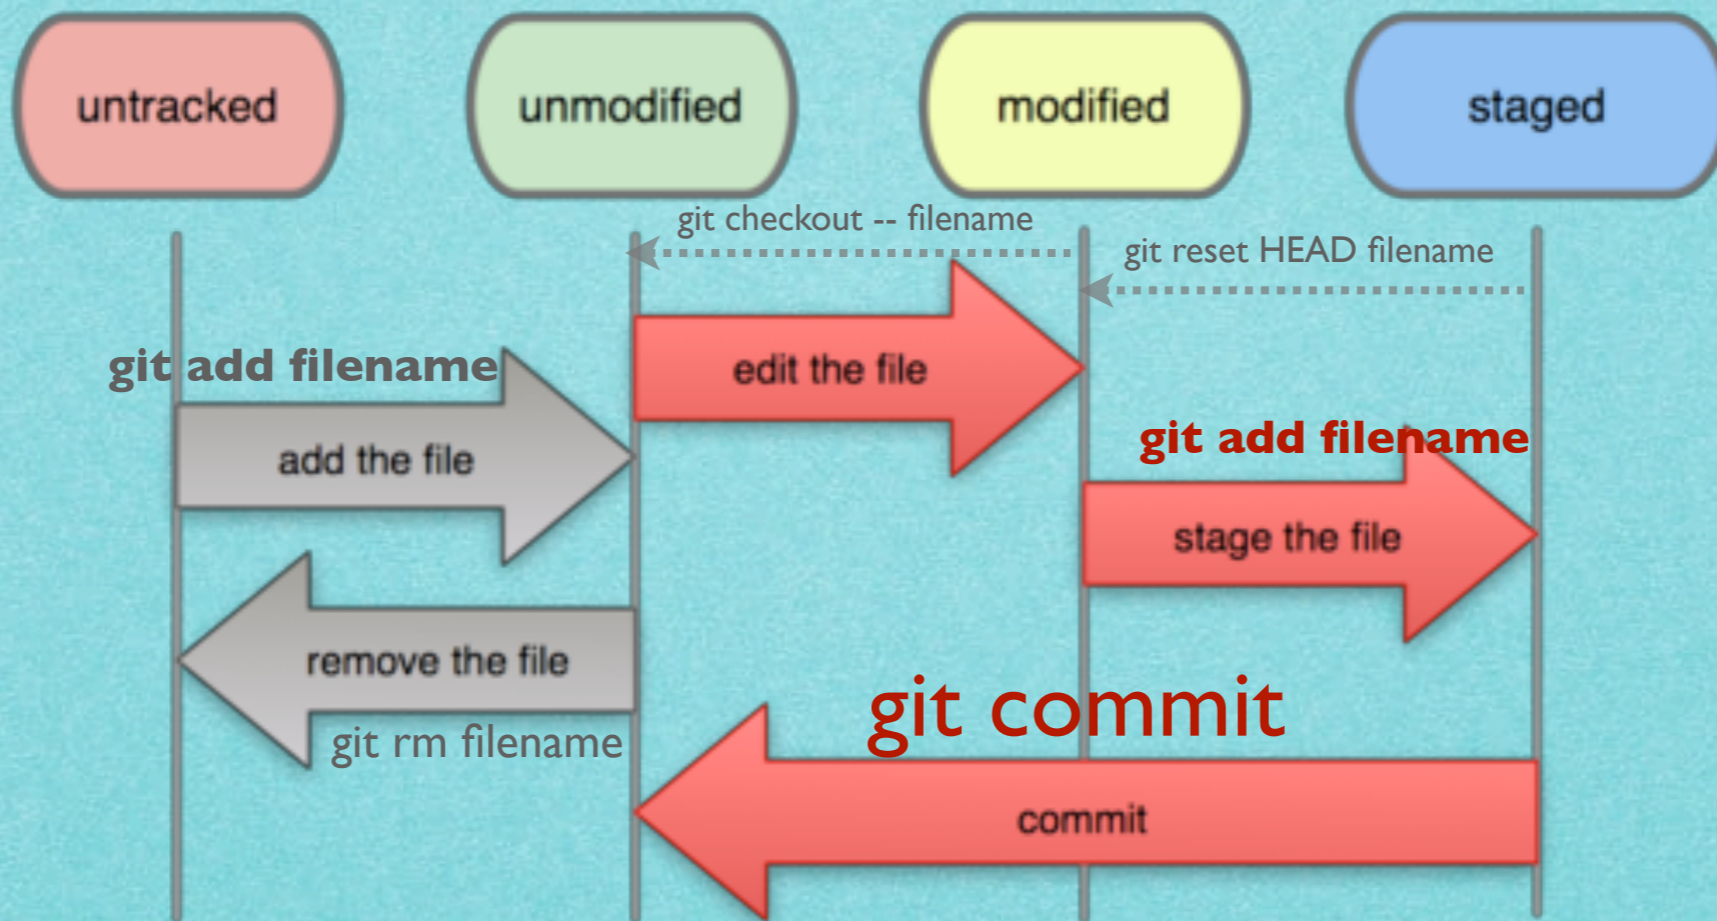 untracked
unmodified
modified
staged
git checkout -- filename
git reset HEAD filename
git add filename
edit the file
add the file
git add filename
stage the file
remove the file
git rm filename
git commit
commit